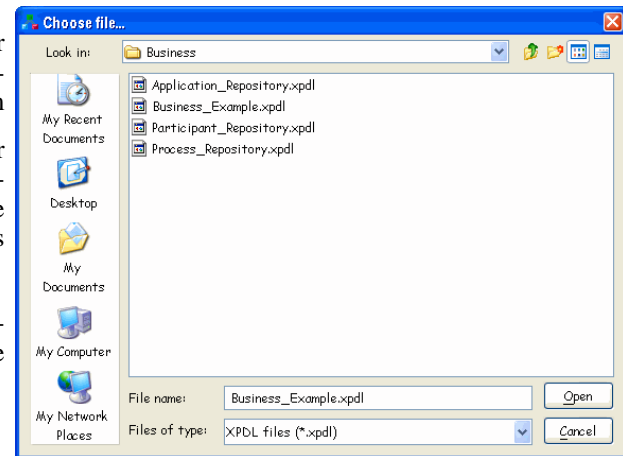 Choose file...
Look in: Business
Application_Repository.xpdl
Business_Example.xpdl
Participant_Repository.xpdl
Process_Repository.xpdl
My Recent
Documents
Desktop
My
Documents
My Computer
My Network
Places
File name: Business_Example.xpdl Open
Files of type: XPDL files (*.xpdl) Cancel